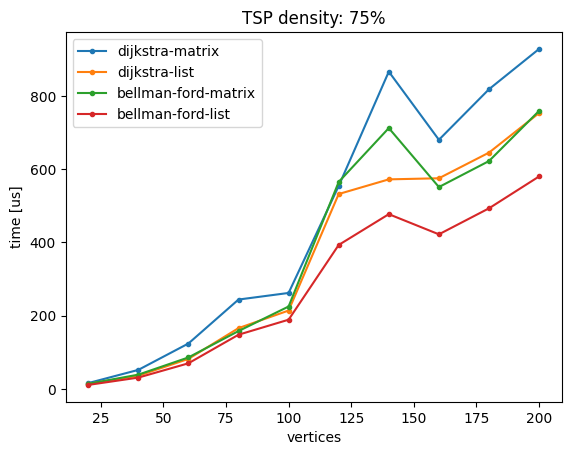 TSP density: 75%
dijkstra-matrix
dijkstra-list
bellman-ford-matrix
bellman-ford-list
time [us]
800
600
400
200
0
25 50 75 100 125 150 175 200
vertices